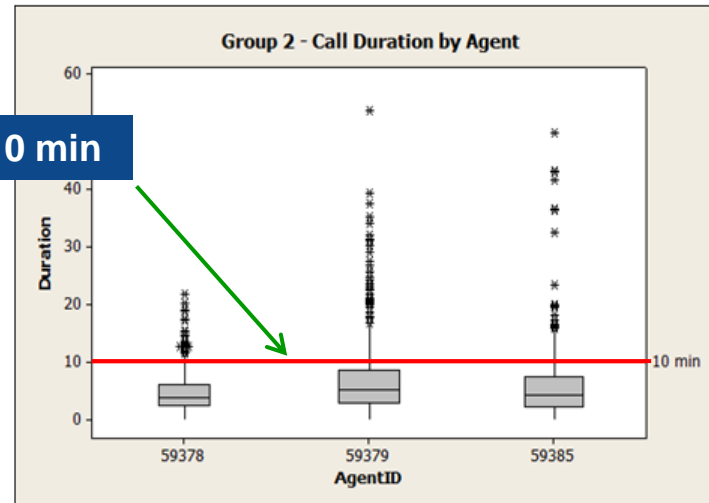 Group 2 - Call Duration by Agent
60
0 min
40
30
20
10
0
Duration
10 min
59378 59379 59385
AgentID